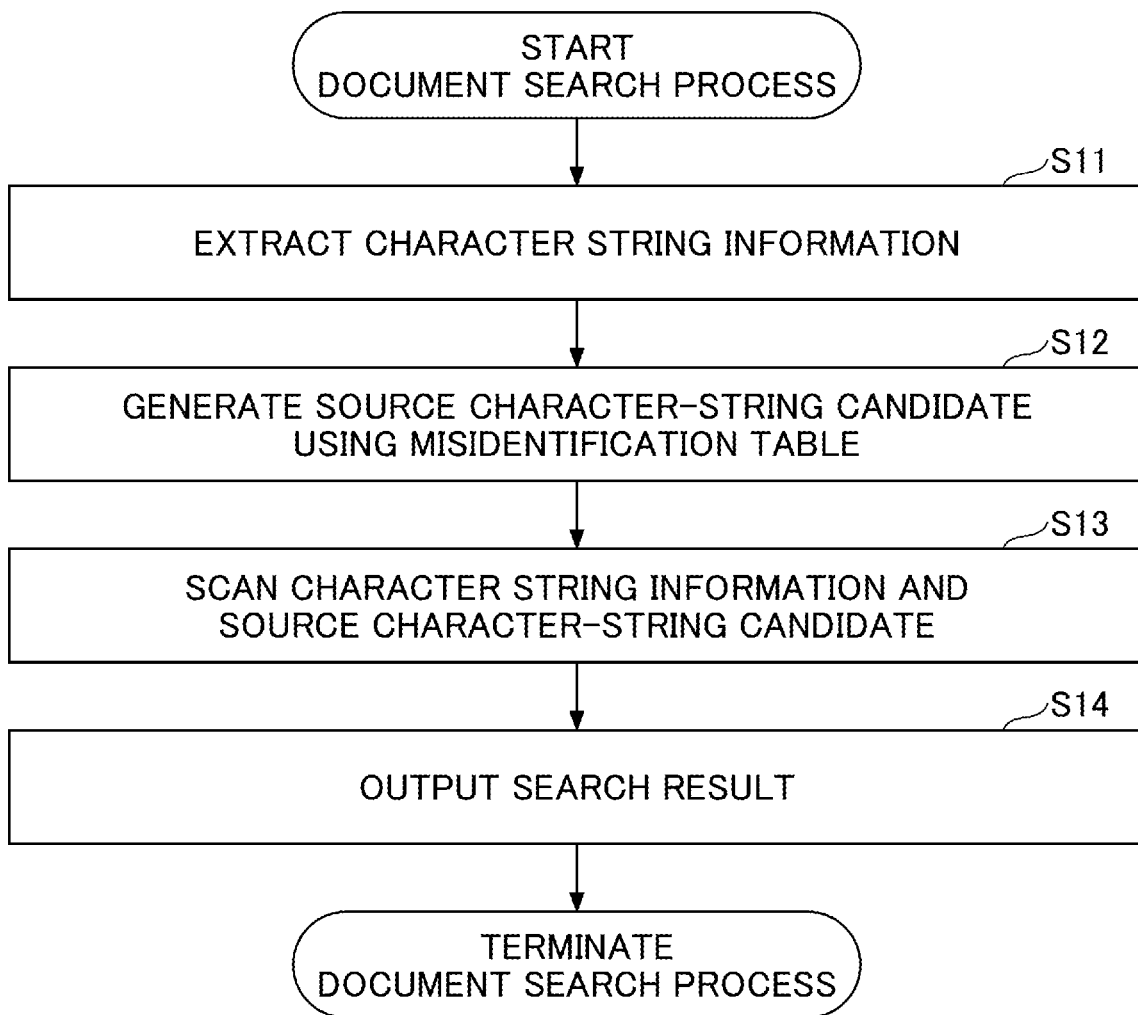 START
DOCUMENT SEARCH PROCESS
S11
EXTRACT CHARACTER STRING INFORMATION
S12
GENERATE SOURCE CHARACTER-STRING CANDIDATE
USING MISIDENTIFICATION TABLE
S13
SCAN CHARACTER STRING INFORMATION AND
SOURCE CHARACTER-STRING CANDIDATE
S14
OUTPUT SEARCH RESULT
TERMINATE
DOCUMENT SEARCH PROCESS